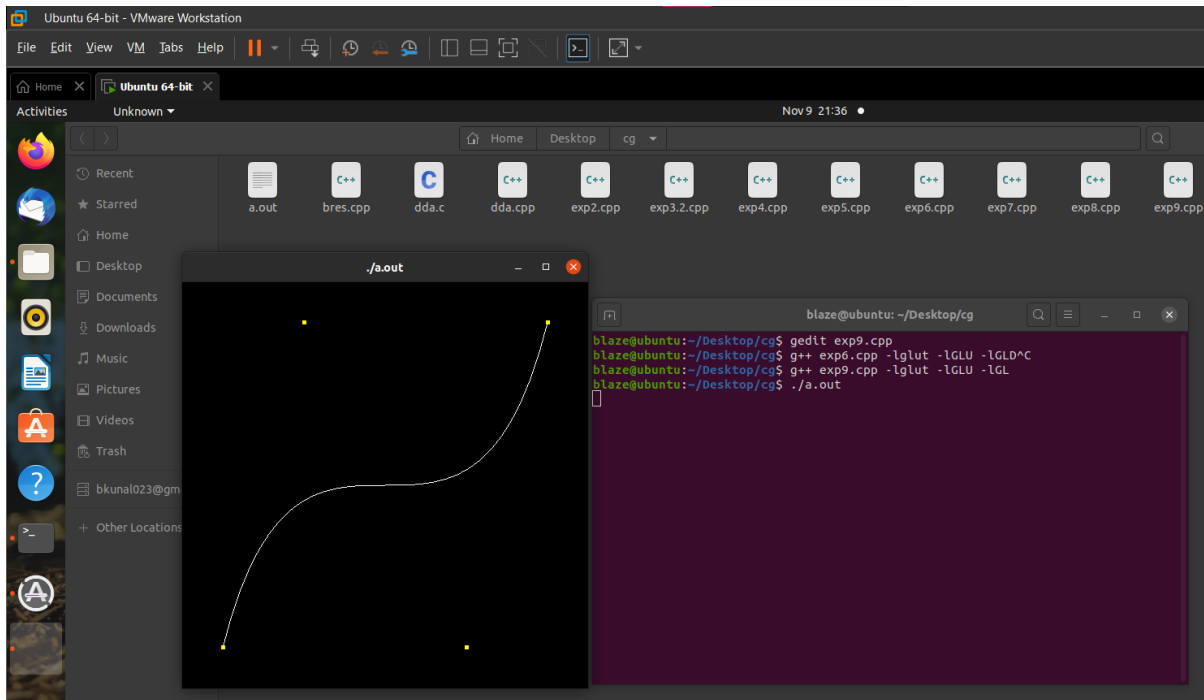 Ubuntu 64-bit - VMware Workstation
File Edit View VM Tabs Help
Home Ubuntu 64-bit
Activities Unknown Nov 9 21:36
Home Desktop cg
Recent
Starred
Home
Desktop
Documents
Downloads
Music
Pictures
Videos
Trash
bkunal023@gm
Other Locations
C++ C C++ C++ C++ C++ C++ C++ C++ C++ C++
a.out bres.cpp dda.c dda.cpp exp2.cpp exp3.2.cpp exp4.cpp exp5.cpp exp6.cpp exp7.cpp exp8.cpp exp9.cpp
./a.out
blaze@ubuntu: ~/Desktop/cg
blaze@ubuntu:~/Desktop/cg$ gedit exp9.cpp
blaze@ubuntu:~/Desktop/cg$ g++ exp6.cpp -lglut -lGLU -lGLD^C
blaze@ubuntu:~/Desktop/cg$ g++ exp9.cpp -lglut -lGLU -lGL
blaze@ubuntu:~/Desktop/cg$ ./a.out